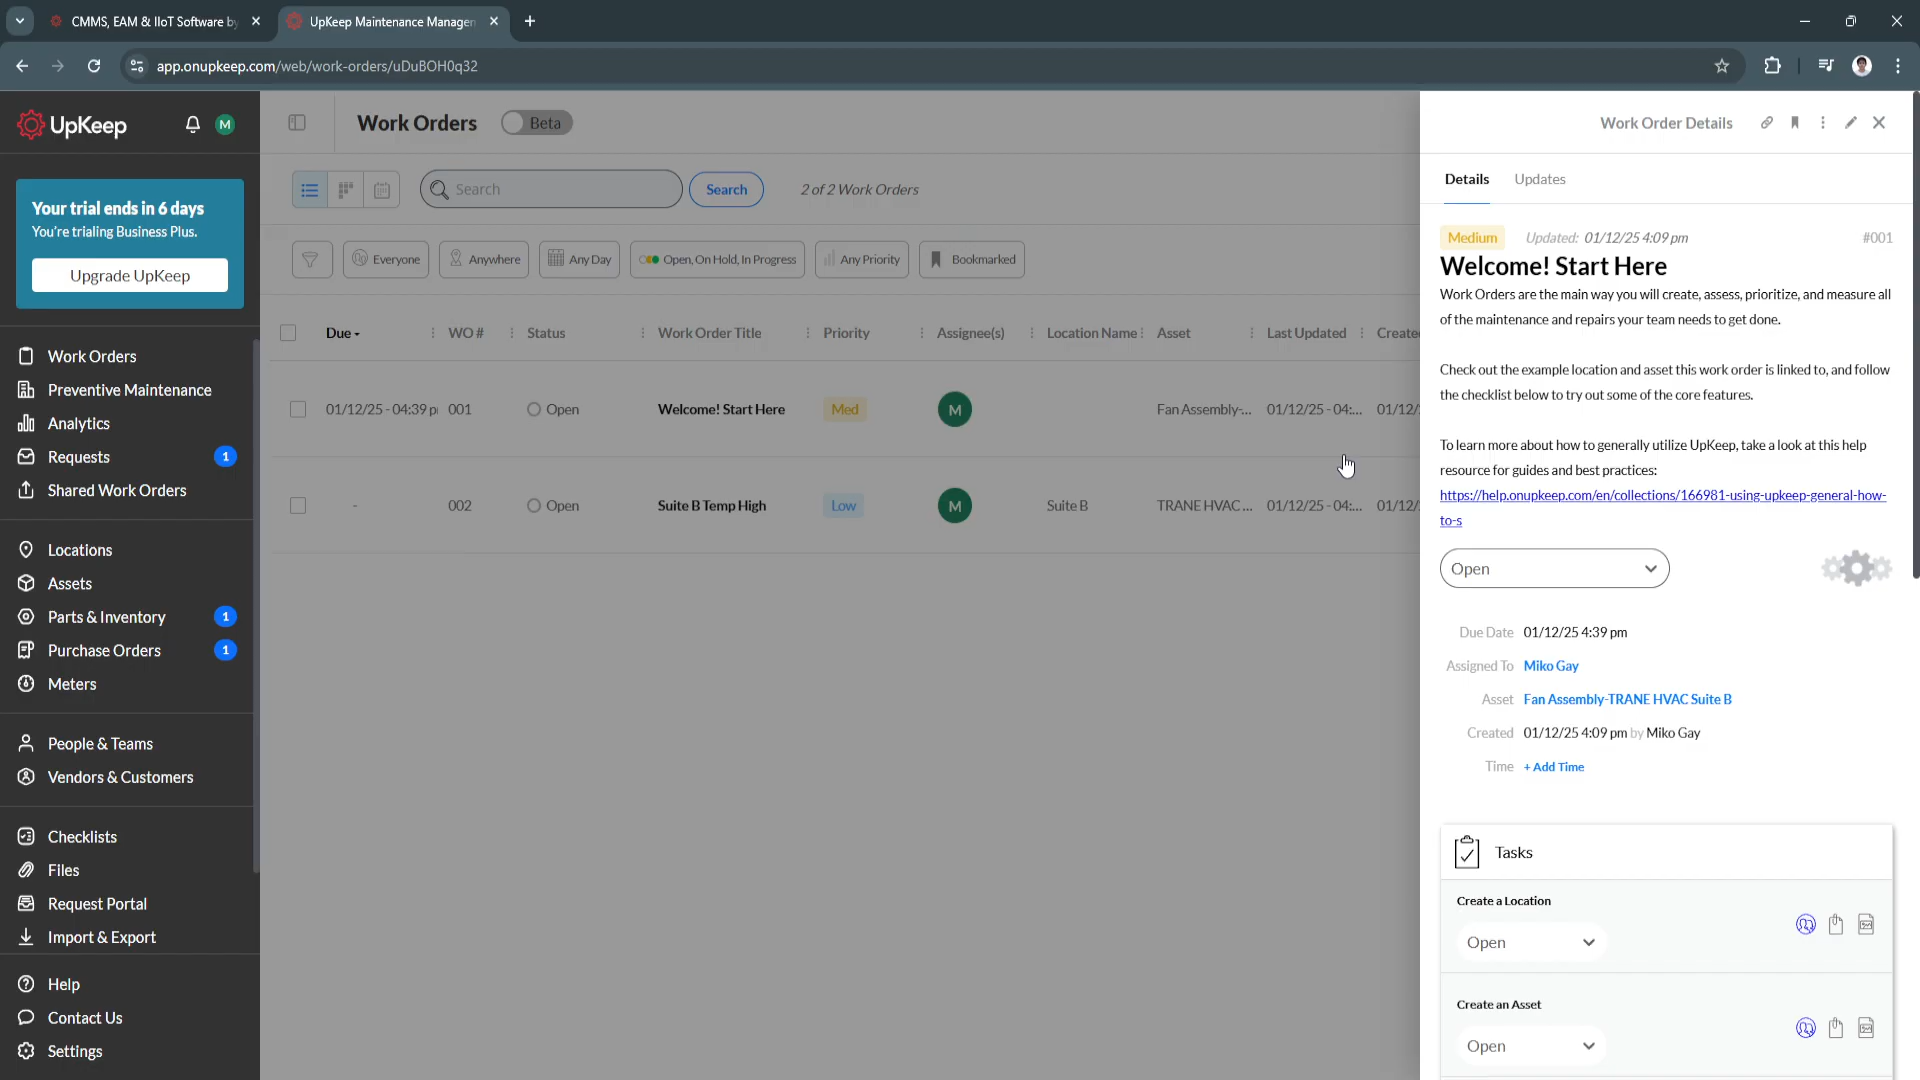 CMMS, EAM & IIoT Software by
UpKeep Maintenance Managem
app.onupkeep.com/web/work-orders/uDuBOH0q32
UpKeep
M
Your trial ends in 6 days
You're trialing Business Plus.
Upgrade UpKeep
Work Orders
Preventive Maintenance
Analytics
Requests 1
Shared Work Orders
Locations
Assets
Parts & Inventory 1
Purchase Orders 1
Meters
People & Teams
Vendors & Customers
Checklists
Files
Request Portal
Import & Export
Help
Contact Us
Settings
Work Orders
Beta
Search
Search
2 of 2 Work Orders
Everyone
Anywhere
Any Day
Open, On Hold, In Progress
Any Priority
Bookmarked
Due WO # Status Work Order Title Priority Assignee(s) Location Name Asset Last Updated Created
01/12/25 - 04:39 p 001 Open Welcome! Start Here Med M Fan Assembly-... 01/12/25 - 04:... 01/12/
- 002 Open Suite B Temp High Low M Suite B TRANE HVAC ... 01/12/25 - 04:... 01/12/
Work Order Details
Details Updates
Medium Updated: 01/12/25 4:09 pm #001
Welcome! Start Here
Work Orders are the main way you will create, assess, prioritize, and measure all
of the maintenance and repairs your team needs to get done.
Check out the example location and asset this work order is linked to, and follow
the checklist below to try out some of the core features.
To learn more about how to generally utilize UpKeep, take a look at this help
resource for guides and best practices:
https://help.onupkeep.com/en/collections/166981-using-upkeep-general-how-
to-s
Open
Due Date 01/12/25 4:39 pm
Assigned To Miko Gay
Asset Fan Assembly-TRANE HVAC Suite B
Created 01/12/25 4:09 pm by Miko Gay
Time + Add Time
Tasks
Create a Location
Open
Create an Asset
Open